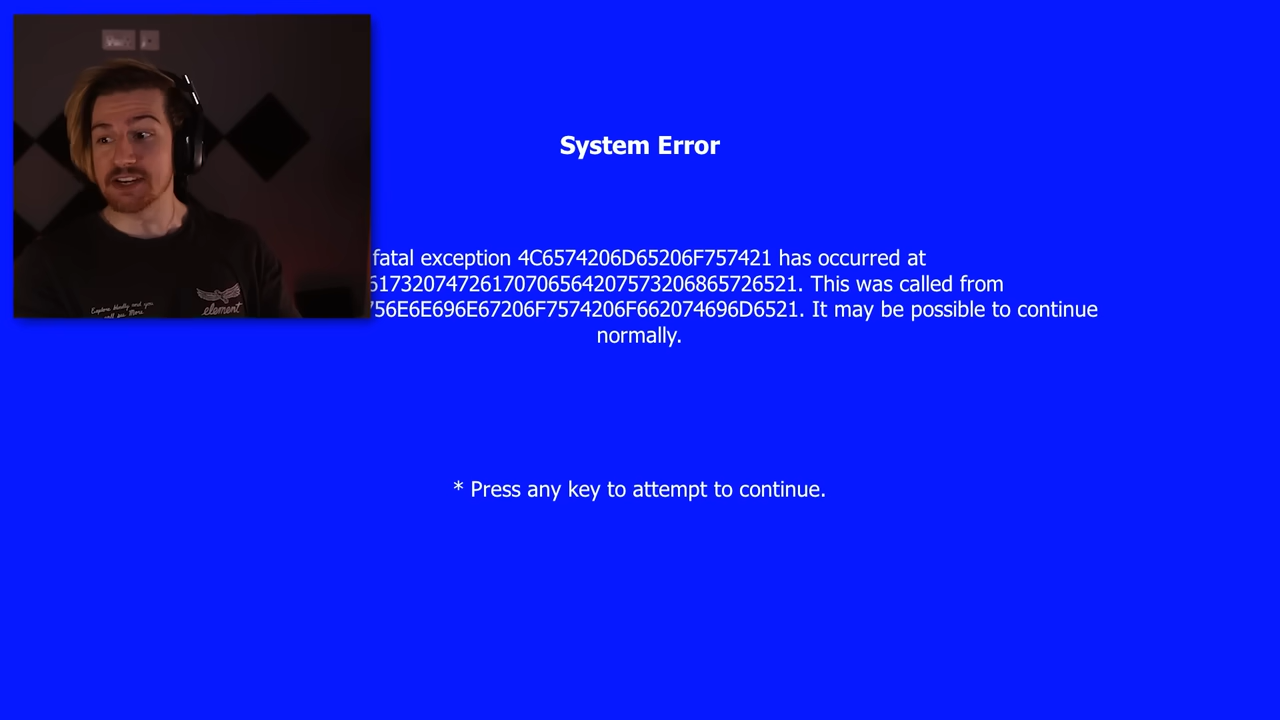 System Error
fatal exception 4C6574206D65206F757421 has occurred at
61732074726170706564207573206865726521. This was called from
756E6E696E67206F7574206F662074696D6521. It may be possible to continue
normally.
* Press any key to attempt to continue.
element